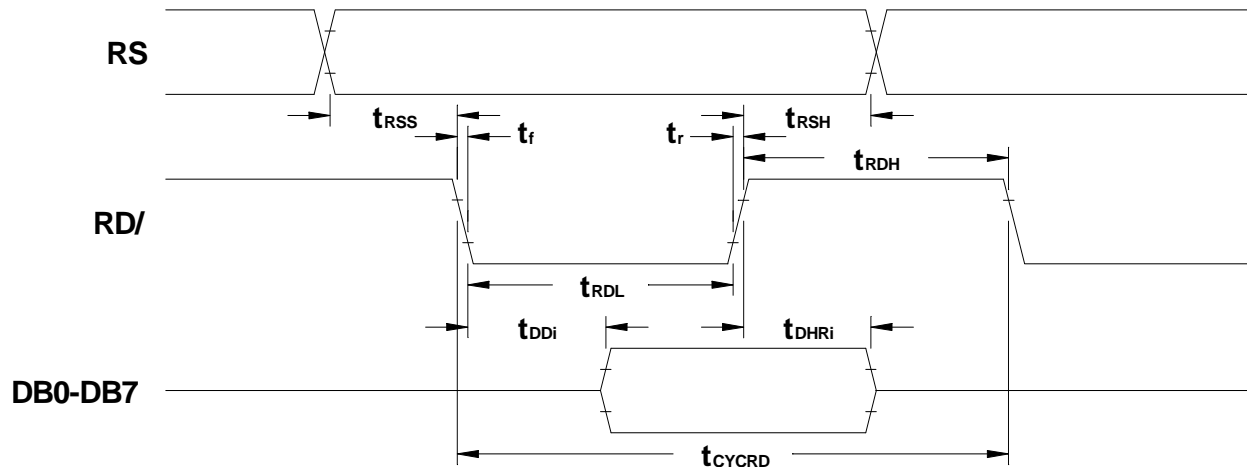 RS
tRSS
tf
tr
tRSH
tRDH
RD/
tRDL
tDDi
tDHRi
DB0-DB7
tCYCRD